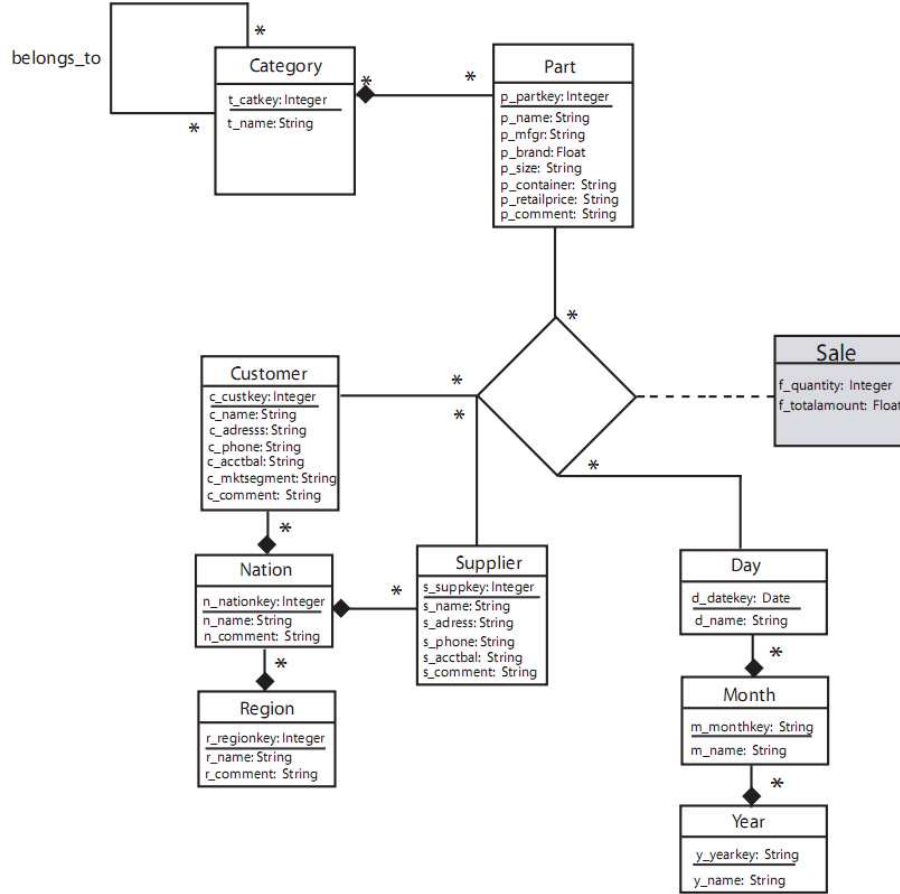 belongs_to
*
*
Category
t_catkey: Integer
t_name: String
*
*
Part
p_partkey: Integer
p_name: String
p_mfgr: String
p_brand: Float
p_size: String
p_container: String
p_retailprice: String
p_comment: String
*
Sale
f_quantity: Integer
f_totalamount: Float
Customer
c_custkey: Integer
c_name: String
c_adresss: String
c_phone: String
c_acctbal: String
c_mktsegment: String
c_comment: String
*
*
*
*
Nation
n_nationkey: Integer
n_name: String
n_comment: String
*
Supplier
s_suppkey: Integer
s_name: String
s_adress: String
s_phone: String
s_acctbal: String
s_comment: String
*
Region
r_regionkey: Integer
r_name: String
r_comment: String
Day
d_datekey: Date
d_name: String
*
Month
m_monthkey: String
m_name: String
*
Year
y_yearkey: String
y_name: String